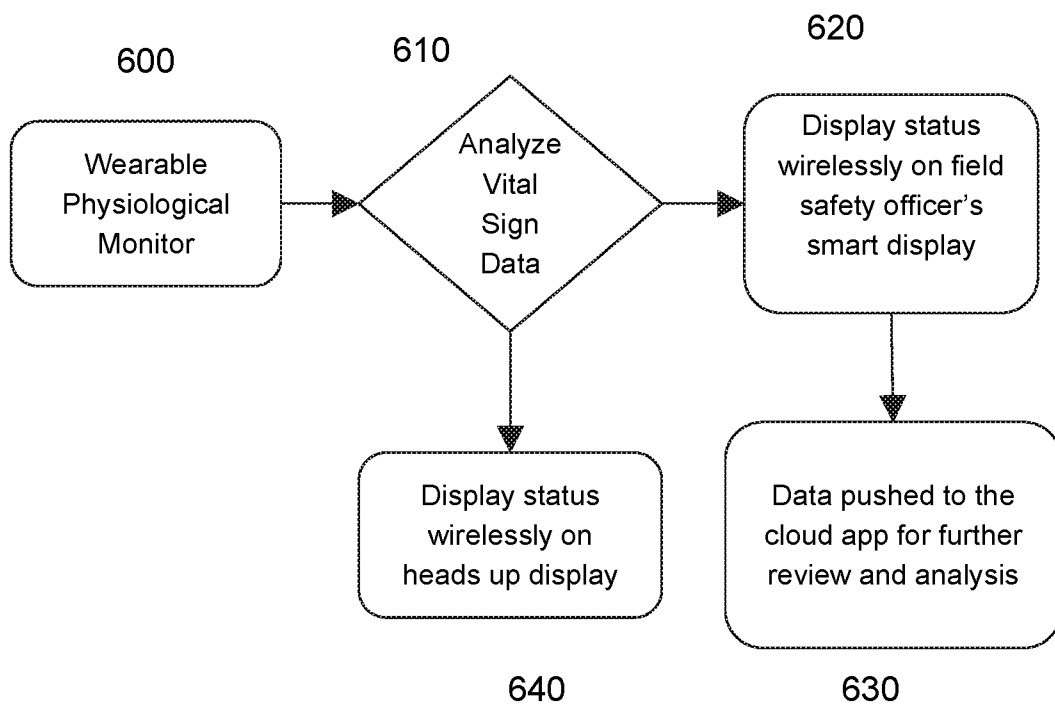 600
Wearable
Physiological
Monitor
610
Analyze
Vital
Sign
Data
620
Display status
wirelessly on field
safety officer’s
smart display
Display status
wirelessly on
heads up display
640
Data pushed to the
cloud app for further
review and analysis
630